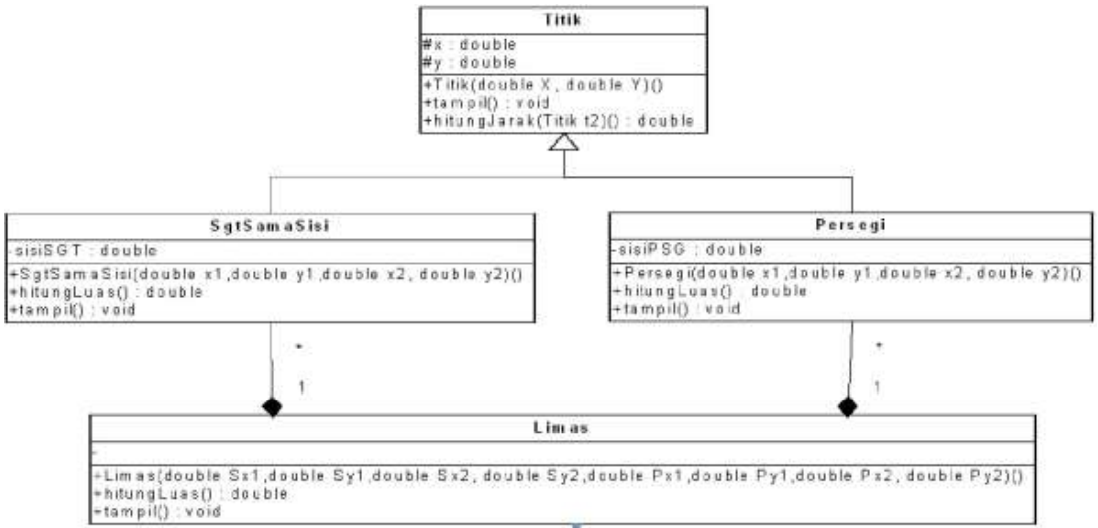 Titik
#x : double
#y : double
+Titik(double X , double Y)()
+tampil() : void
+hitungJarak(Titik t2)() : double
SgtSamaSisi
-sisiSGT : double
+SgtSamaSisi(double x1,double y1,double x2, double y2)()
+hitungLuas() : double
+tampil() : void
Persegi
-sisiPSG : double
+Persegi(double x1,double y1,double x2, double y2)()
+hitungLuas() : double
+tampil() : void
*
1
*
1
Limas
-
+Limas(double Sx1,double Sy1,double Sx2, double Sy2,double Px1,double Py1,double Px2, double Py2)()
+hitungLuas() : double
+tampil() : void